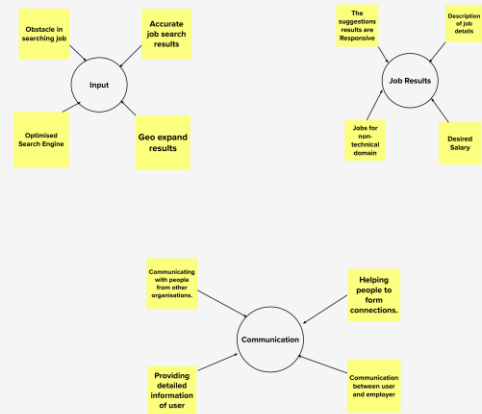 Obstacle in
searching job
Accurate
job search
results
Input
Optimised
Search Engine
Geo expand
results
The
suggestions
results are
Responsive
Description
of job
details
Job Results
Jobs for
non-
technical
domain
Desired
Salary
Communicating
with people
from other
organisations.
Helping
people to
form
connections.
Communication
Providing
detailed
information
of user
Communication
between user
and employer